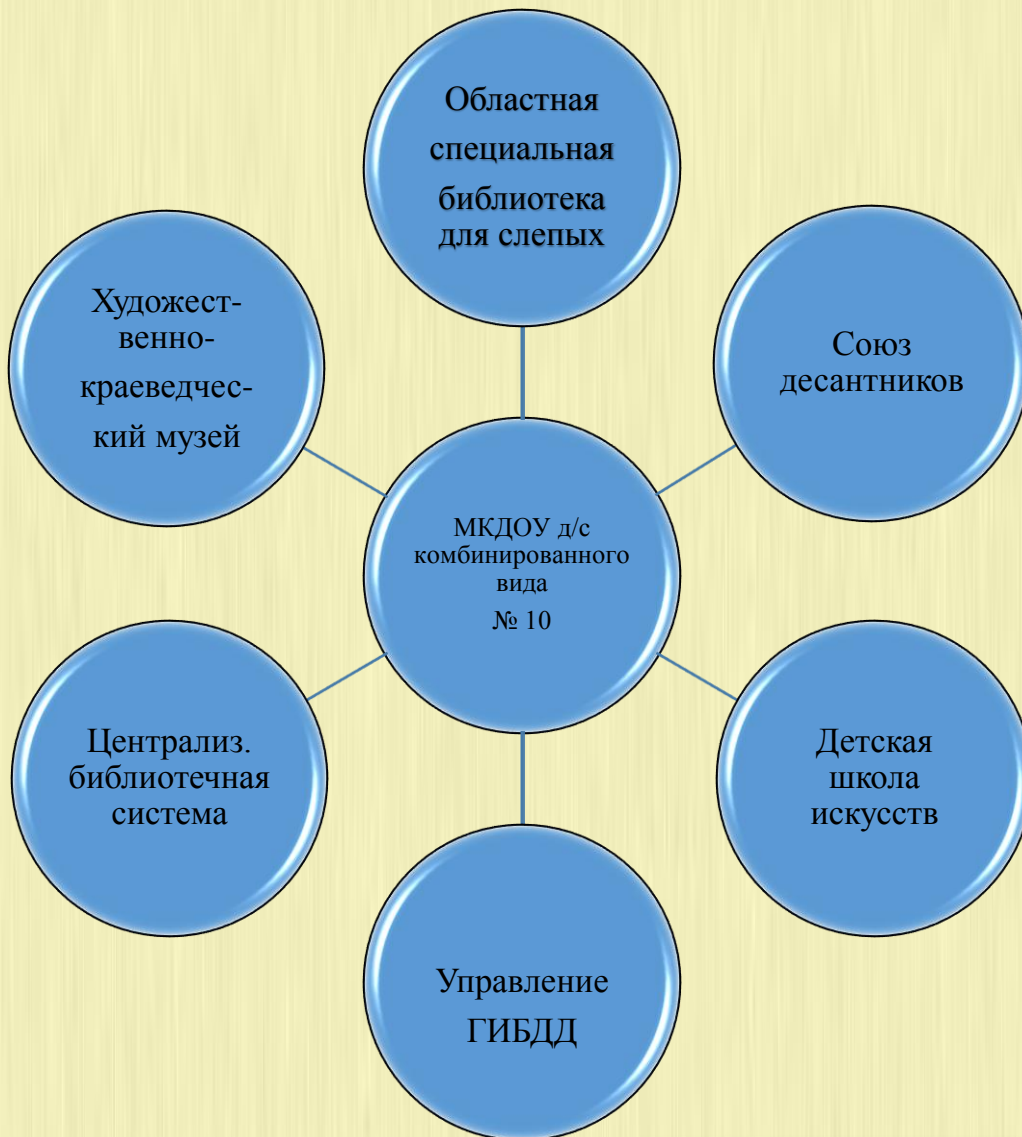 Областная
специальная
библиотека
для слепых
Художест-
венно-
краеведчес-
кий музей
Союз
десантников
МКДОУ д/с
комбинированного
вида
№ 10
Централиз.
библиотечная
система
Детская
школа
искусств
Управление
ГИБДД